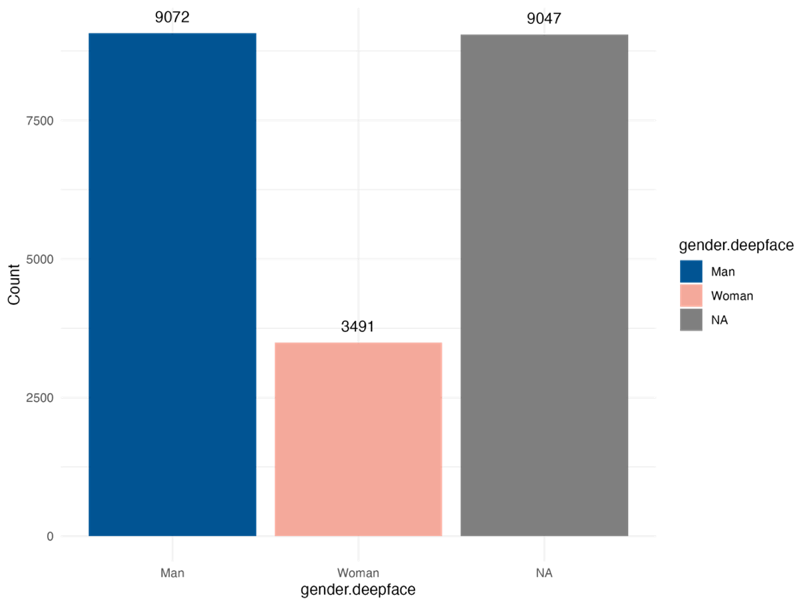 9072
9047
3491
7500
5000
2500
0
Count
Man
Woman
NA
gender.deepface
gender.deepface
Man
Woman
NA